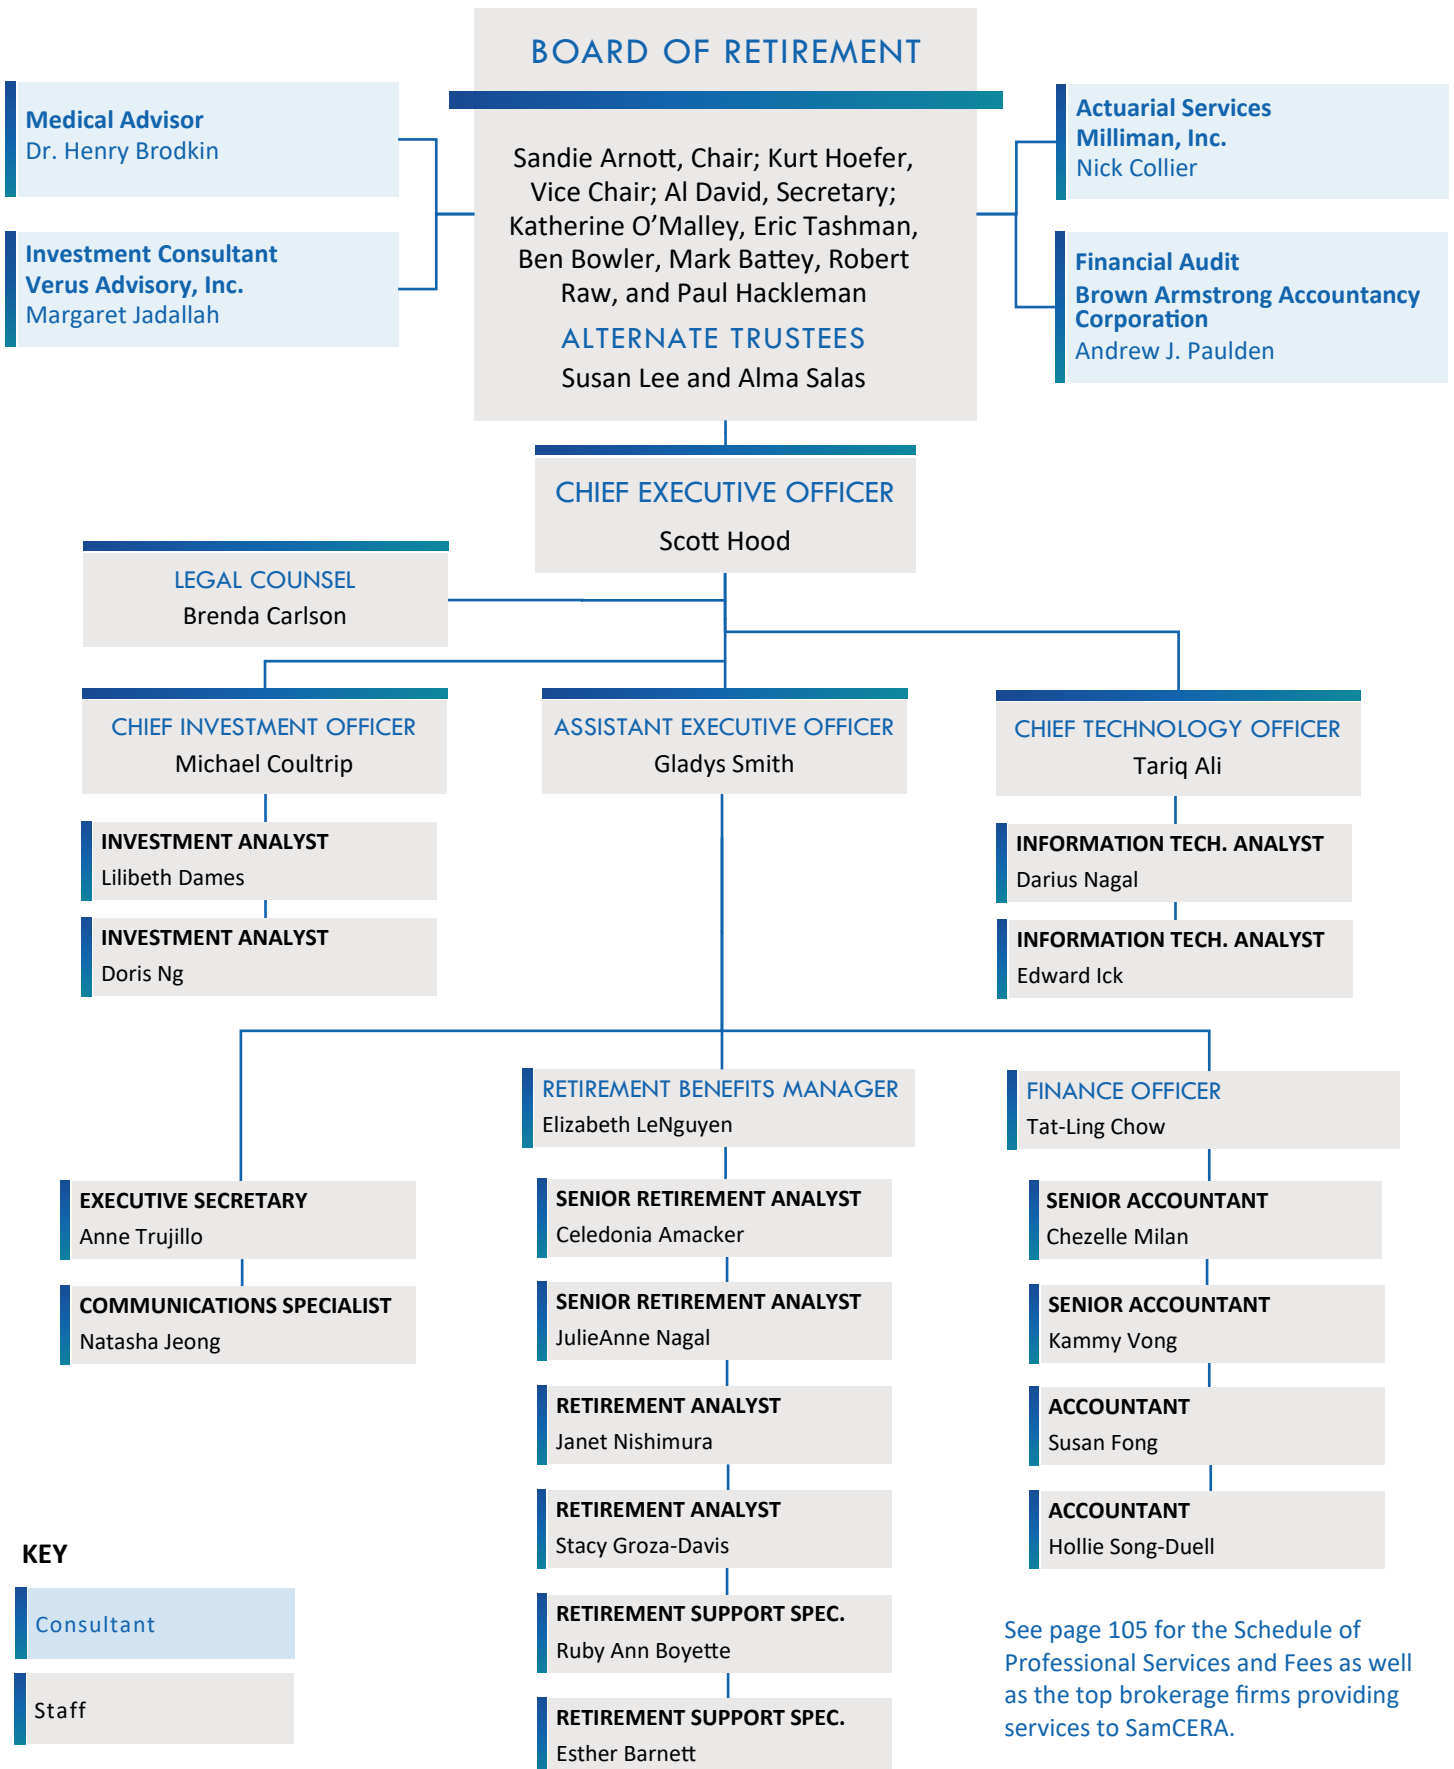 BOARD OF RETIREMENT
Sandie Arnott, Chair; Kurt Hoefer,
Vice Chair; Al David, Secretary;
Katherine O’Malley, Eric Tashman,
Ben Bowler, Mark Battey, Robert
Raw, and Paul Hackleman
ALTERNATE TRUSTEES
Susan Lee and Alma Salas
Medical Advisor
Dr. Henry Brodkin
Investment Consultant
Verus Advisory, Inc.
Margaret Jadallah
Actuarial Services
Milliman, Inc.
Nick Collier
Financial Audit
Brown Armstrong Accountancy
Corporation
Andrew J. Paulden
CHIEF EXECUTIVE OFFICER
Scott Hood
LEGAL COUNSEL
Brenda Carlson
CHIEF INVESTMENT OFFICER
Michael Coultrip
INVESTMENT ANALYST
Lilibeth Dames
INVESTMENT ANALYST
Doris Ng
ASSISTANT EXECUTIVE OFFICER
Gladys Smith
CHIEF TECHNOLOGY OFFICER
Tariq Ali
INFORMATION TECH. ANALYST
Darius Nagal
INFORMATION TECH. ANALYST
Edward Ick
EXECUTIVE SECRETARY
Anne Trujillo
COMMUNICATIONS SPECIALIST
Natasha Jeong
RETIREMENT BENEFITS MANAGER
Elizabeth LeNguyen
SENIOR RETIREMENT ANALYST
Celedonia Amacker
SENIOR RETIREMENT ANALYST
JulieAnne Nagal
RETIREMENT ANALYST
Janet Nishimura
RETIREMENT ANALYST
Stacy Groza-Davis
RETIREMENT SUPPORT SPEC.
Ruby Ann Boyette
RETIREMENT SUPPORT SPEC.
Esther Barnett
FINANCE OFFICER
Tat-Ling Chow
SENIOR ACCOUNTANT
Chezelle Milan
SENIOR ACCOUNTANT
Kammy Vong
ACCOUNTANT
Susan Fong
ACCOUNTANT
Hollie Song-Duell
KEY
Consultant
Staff
See page 105 for the Schedule of
Professional Services and Fees as well
as the top brokerage firms providing
services to SamCERA.